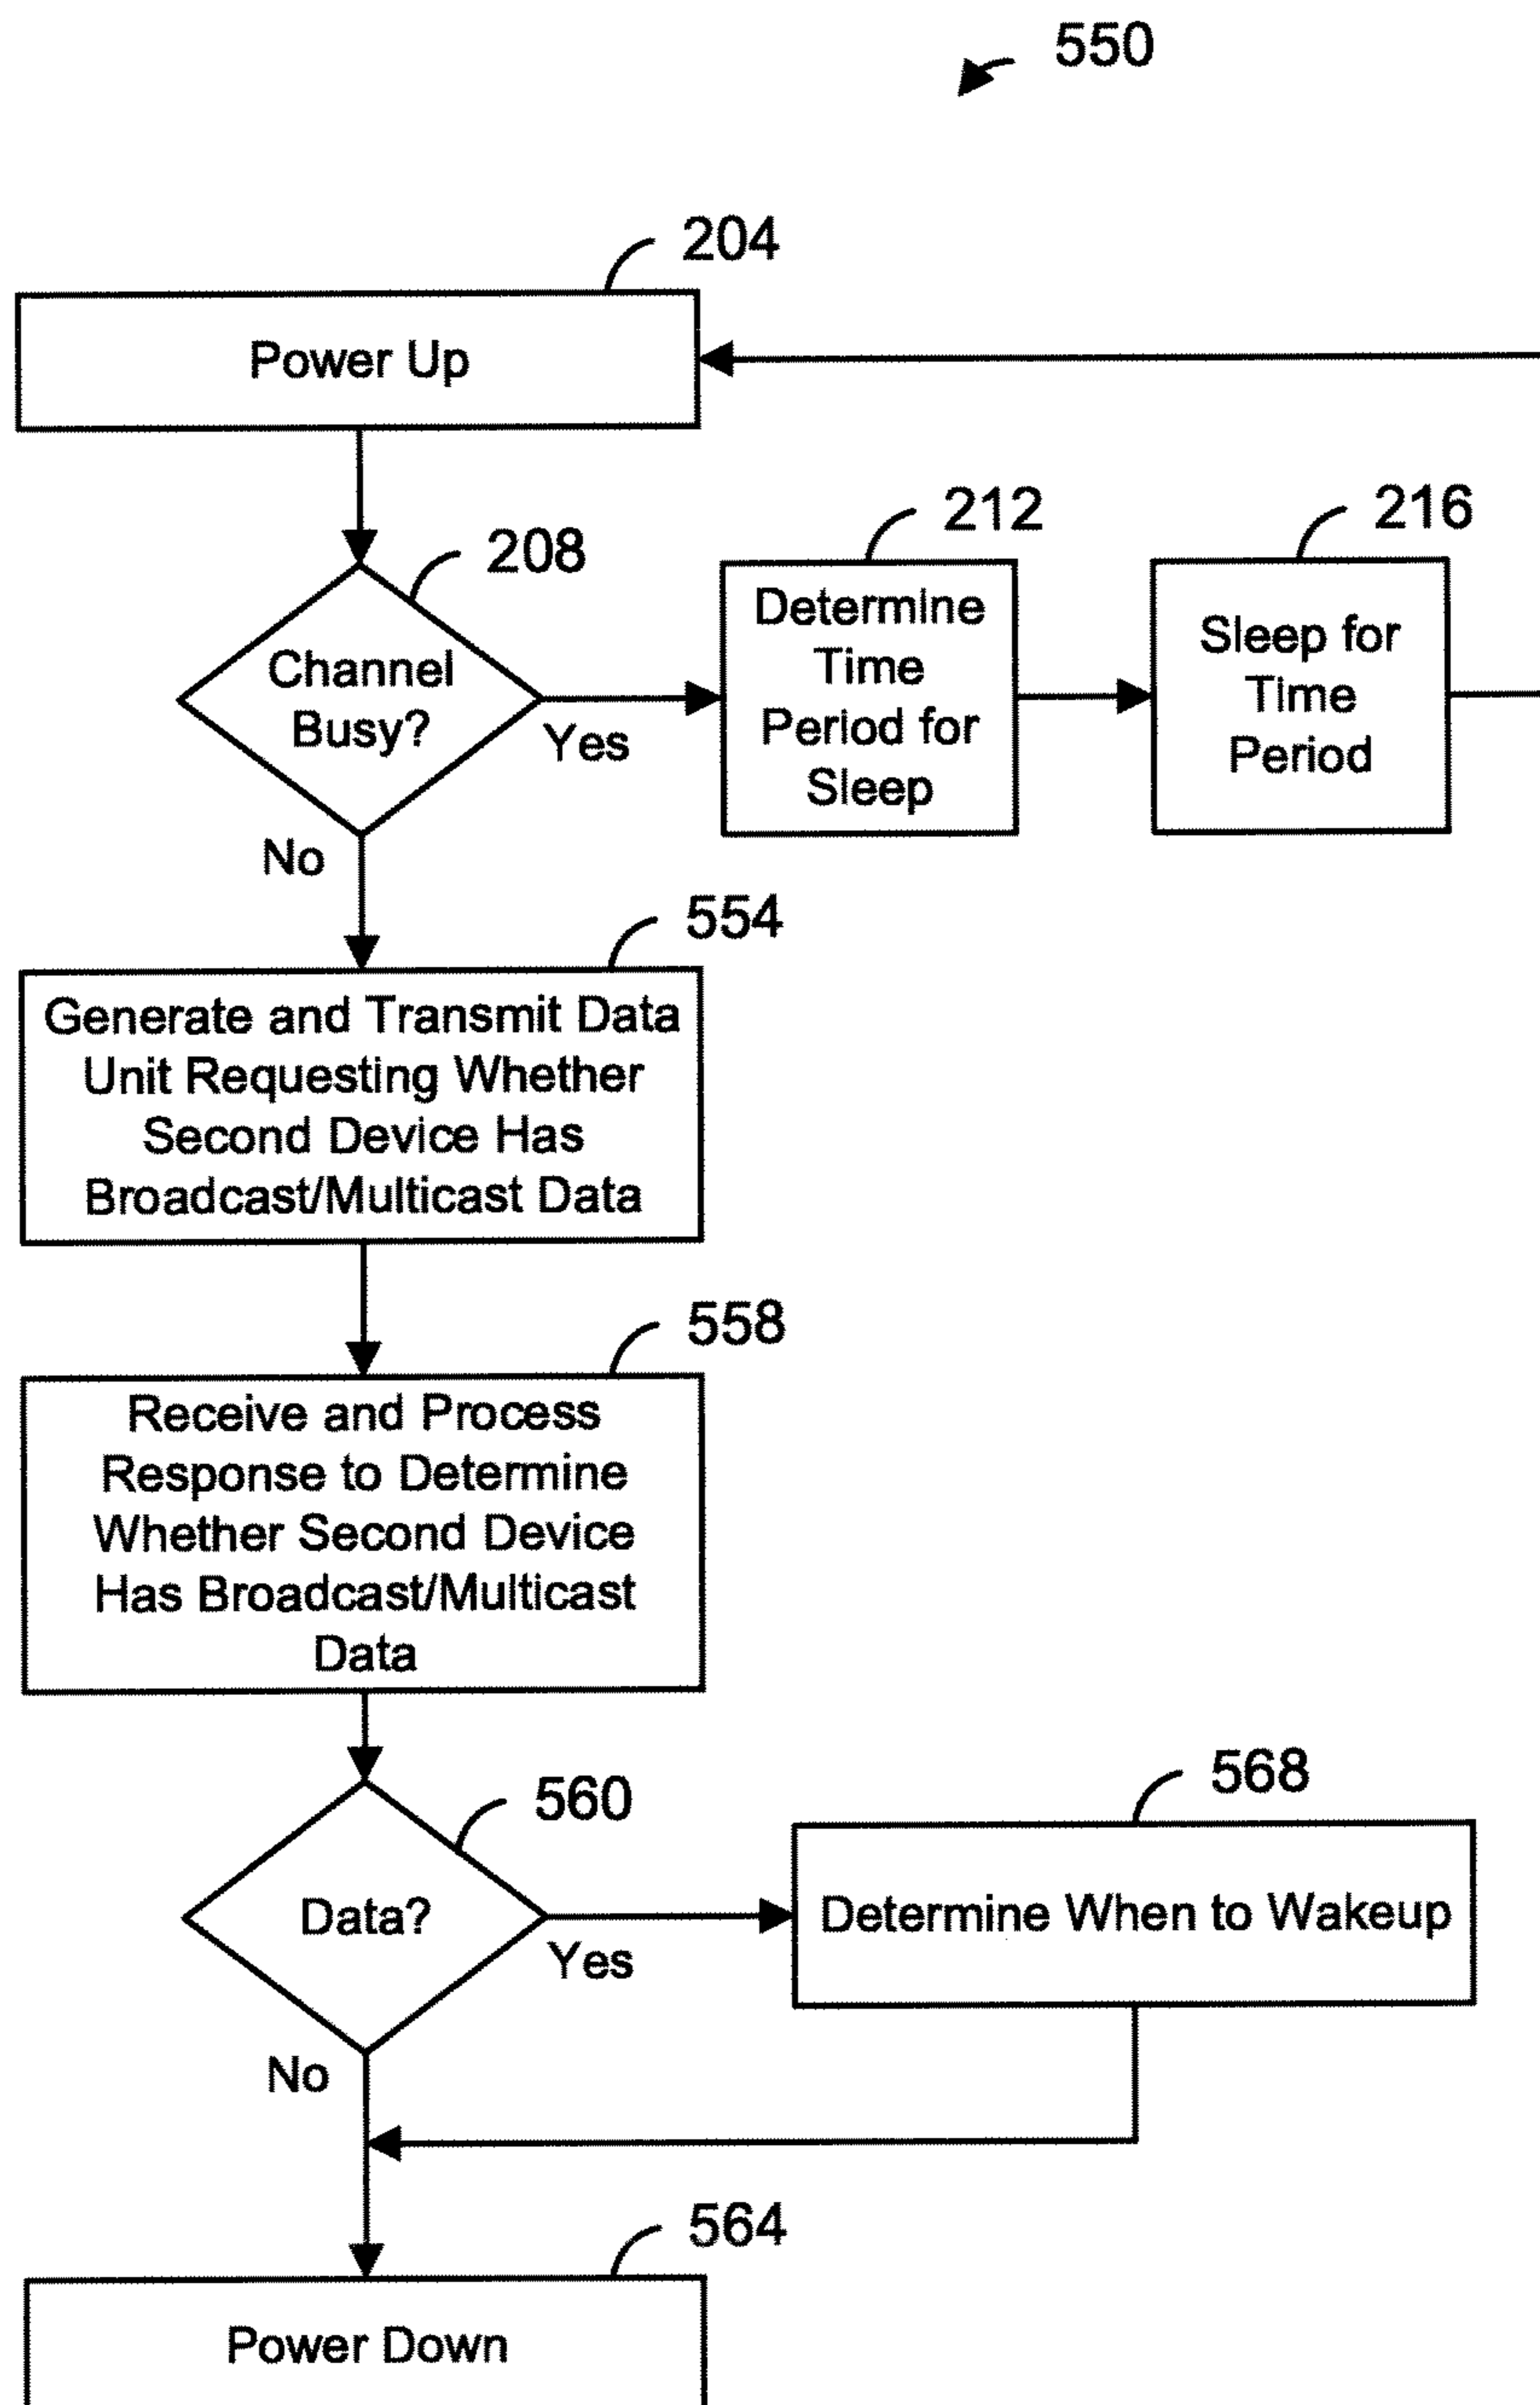 550
204
Power Up
208
Channel
Busy?
Yes
No
212
Determine
Time
Period for
Sleep
216
Sleep for
Time
Period
554
Generate and Transmit Data
Unit Requesting Whether
Second Device Has
Broadcast/Multicast Data
558
Receive and Process
Response to Determine
Whether Second Device
Has Broadcast/Multicast
Data
560
Data?
Yes
No
568
Determine When to Wakeup
564
Power Down